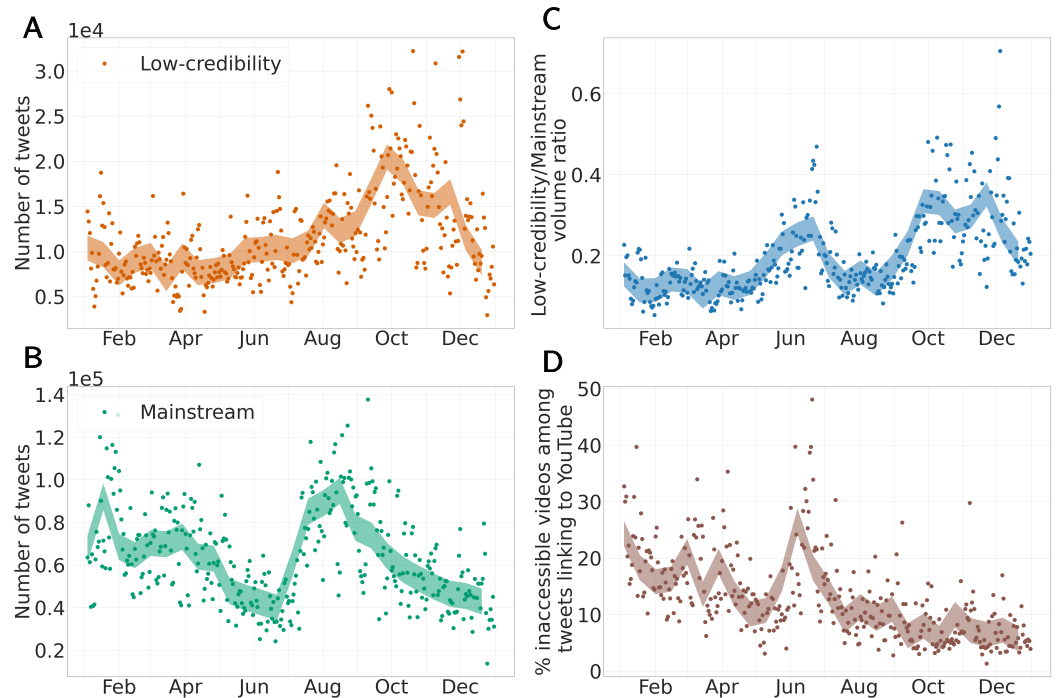 A
1e4
Low-credibility
Number of tweets
3.0
2.5
2.0
1.5
1.0
0.5
Feb Apr Jun Aug Oct Dec
C
Low-credibility/Mainstream
volume ratio
0.6
0.4
0.2
Feb Apr Jun Aug Oct Dec
B
1e5
Mainstream
Number of tweets
1.4
1.2
1.0
0.8
0.6
0.4
0.2
Feb Apr Jun Aug Oct Dec
D
% inaccessible videos among
tweets linking to YouTube
50
40
30
20
10
0
Feb Apr Jun Aug Oct Dec